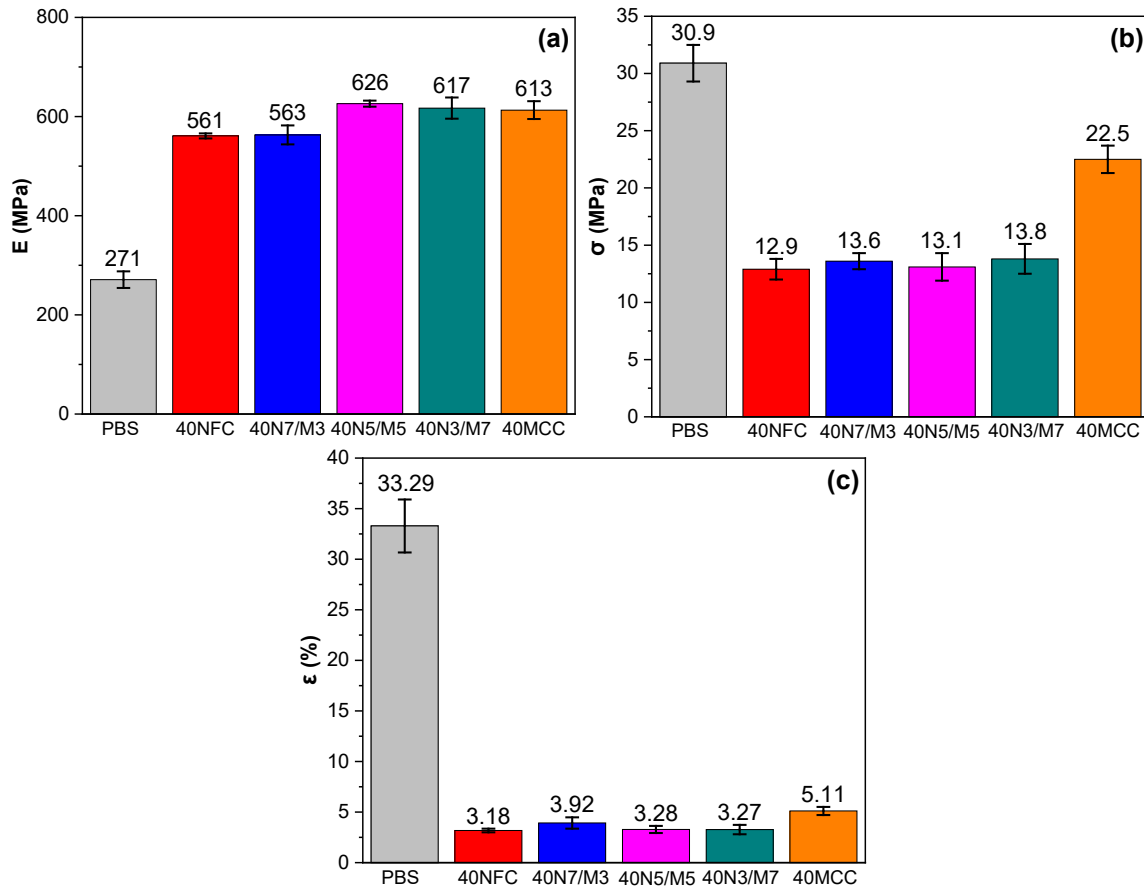 (a)
E (MPa)
800
600
400
200
0
271
561
563
626
617
613
PBS
40NFC
40N7/M3
40N5/M5
40N3/M7
40MCC
(b)
σ (MPa)
35
30
25
20
15
10
5
0
30.9
12.9
13.6
13.1
13.8
22.5
PBS
40NFC
40N7/M3
40N5/M5
40N3/M7
40MCC
(c)
ε (%)
40
35
30
25
20
15
10
5
0
33.29
3.18
3.92
3.28
3.27
5.11
PBS
40NFC
40N7/M3
40N5/M5
40N3/M7
40MCC